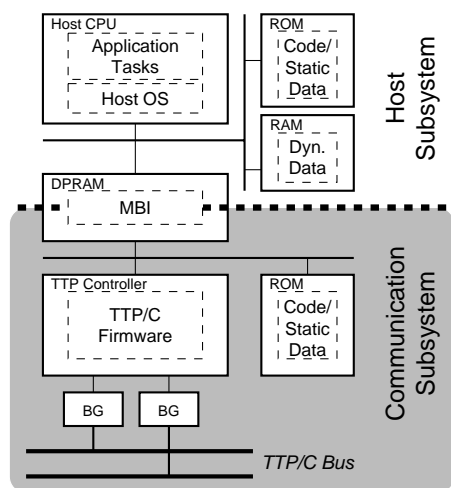 Host CPU
Application
Tasks
Host OS
ROM
Code/
Static
Data
RAM
Dyn.
Data
Host
Subsystem
DPRAM
MBI
TTP Controller
TTP/C
Firmware
ROM
Code/
Static
Data
Communication
Subsystem
BG
BG
TTP/C Bus